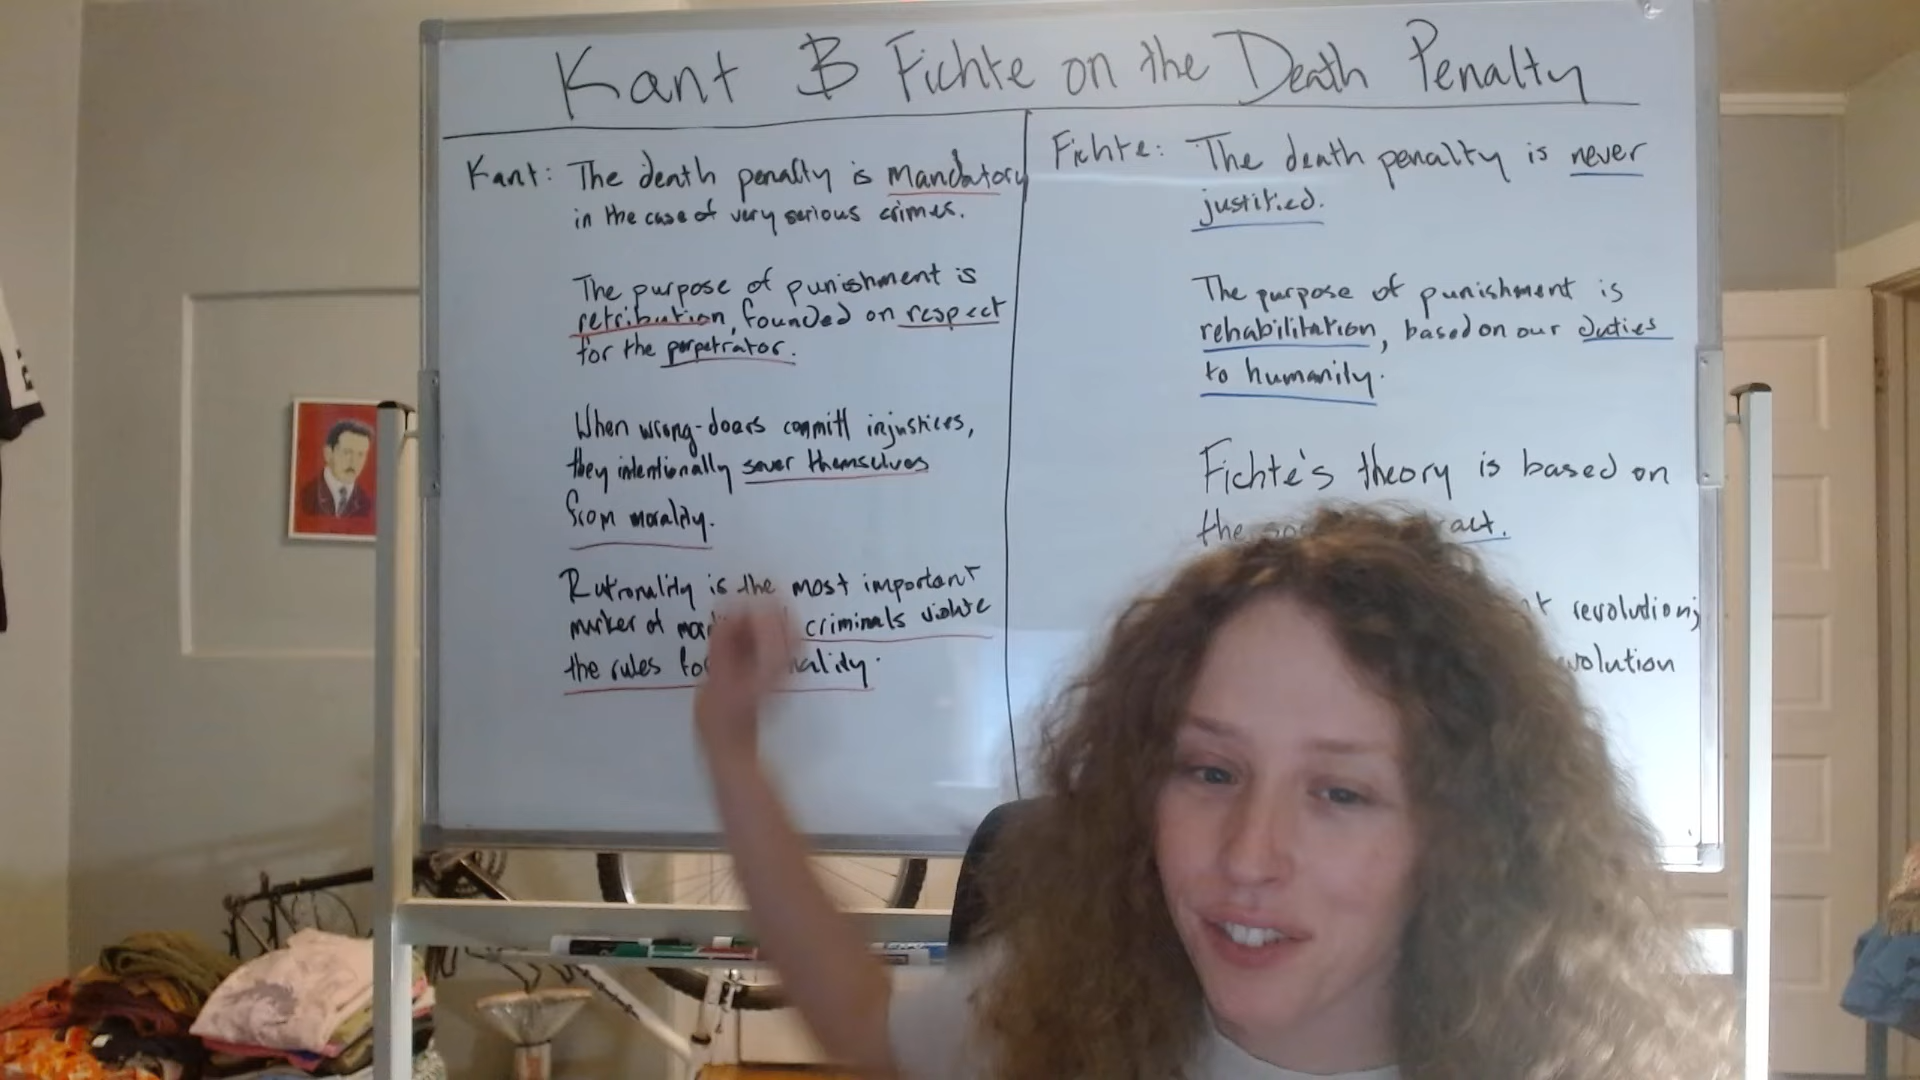 Kant & Fichte on the Death Penalty
Kant: The death penalty is mandatory
in the case of very serious crimes.
The purpose of punishment is
retribution, founded on respect
for the perpetrator.
When wrong-doers committ injustices,
they intentionally sever themselves
from morality.
Rationality is the most important
marker of criminals violate
the rules for
Fichte: The death penalty is never
justified.
The purpose of punishment is
rehabilitation, based on our duties
to humanity.
Fichte's theory is based on
the
revolution;